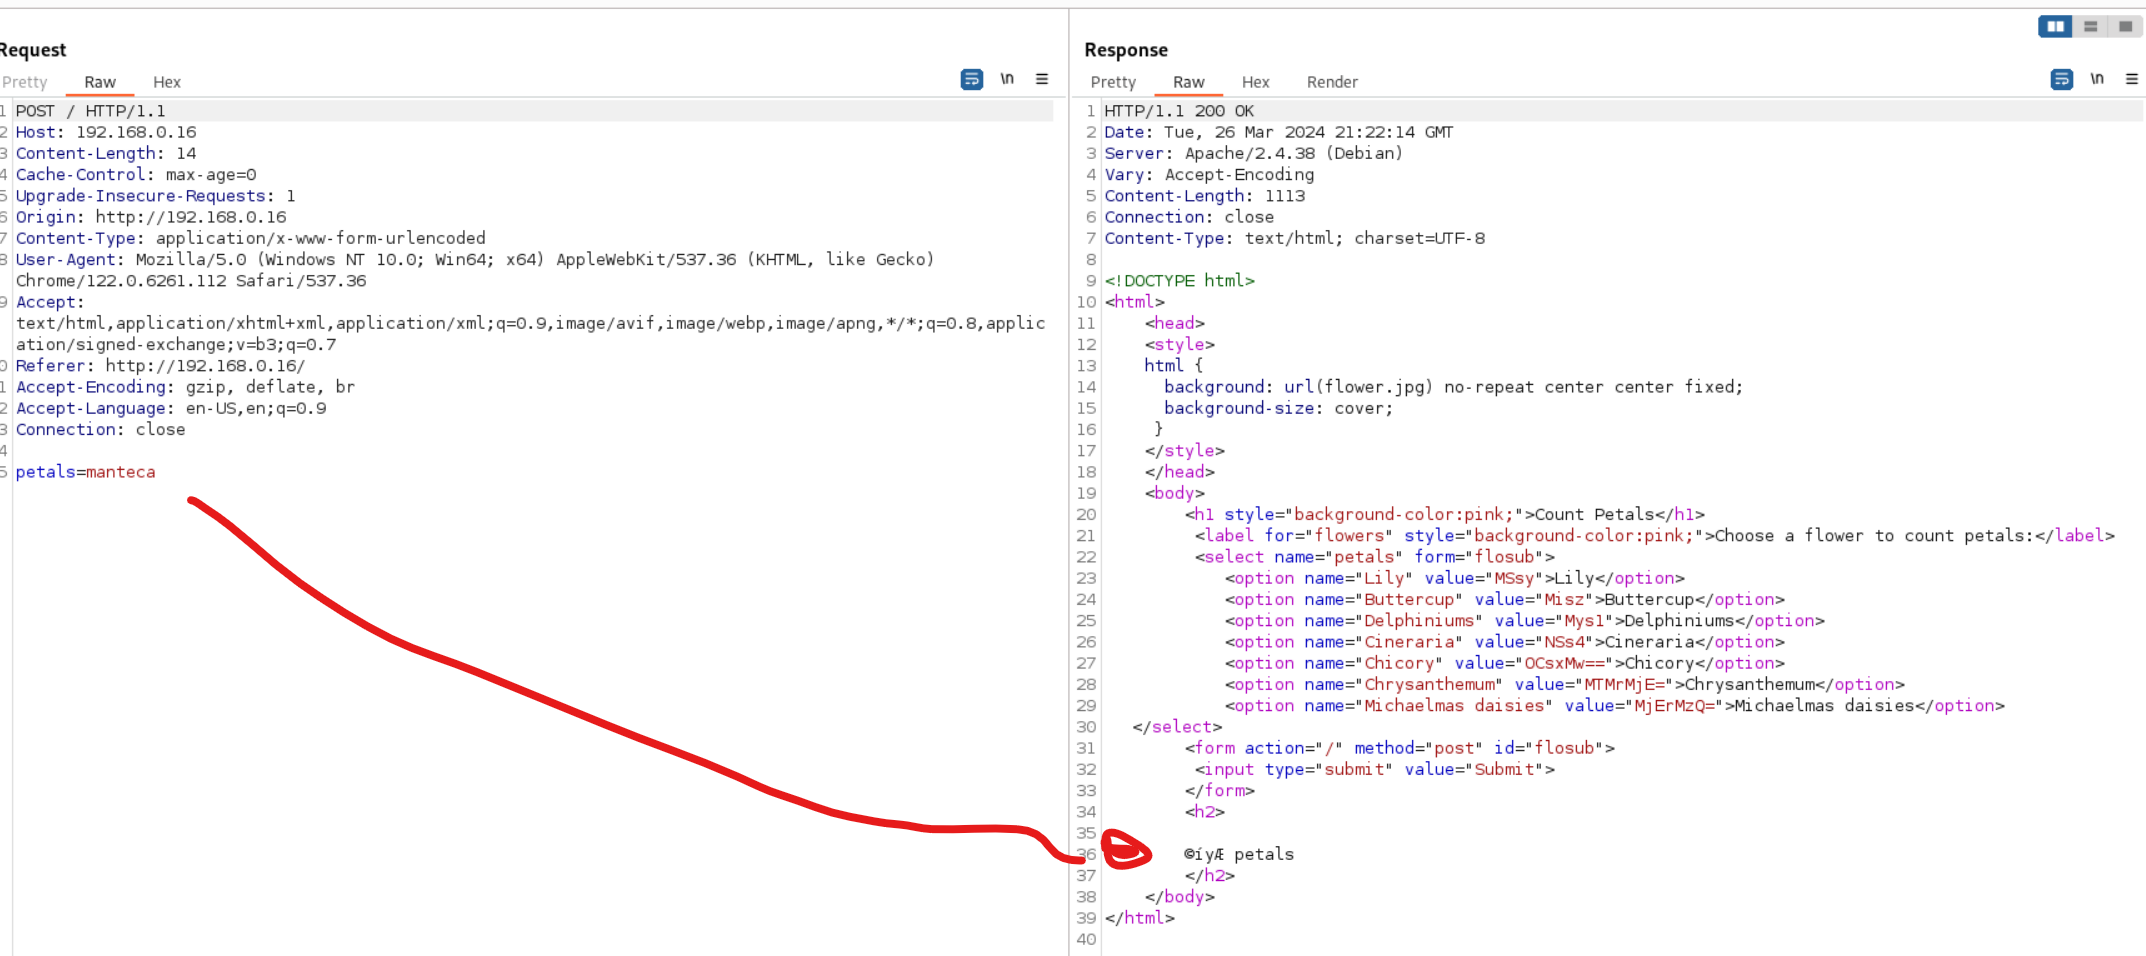 Request
Pretty Raw Hex
\n
1 POST / HTTP/1.1
2 Host: 192.168.0.16
3 Content-Length: 14
4 Cache-Control: max-age=0
5 Upgrade-Insecure-Requests: 1
6 Origin: http://192.168.0.16
7 Content-Type: application/x-www-form-urlencoded
8 User-Agent: Mozilla/5.0 (Windows NT 10.0; Win64; x64) AppleWebKit/537.36 (KHTML, like Gecko)
Chrome/122.0.6261.112 Safari/537.36
9 Accept:
text/html,application/xhtml+xml,application/xml;q=0.9,image/avif,image/webp,image/apng,*/*;q=0.8,applic
ation/signed-exchange;v=b3;q=0.7
0 Referer: http://192.168.0.16/
1 Accept-Encoding: gzip, deflate, br
2 Accept-Language: en-US,en;q=0.9
3 Connection: close
4
5 petals=manteca
Response
Pretty Raw Hex Render
\n
1 HTTP/1.1 200 OK
2 Date: Tue, 26 Mar 2024 21:22:14 GMT
3 Server: Apache/2.4.38 (Debian)
4 Vary: Accept-Encoding
5 Content-Length: 1113
6 Connection: close
7 Content-Type: text/html; charset=UTF-8
8
9 <!DOCTYPE html>
10 <html>
11 <head>
12 <style>
13 html {
14 background: url(flower.jpg) no-repeat center center fixed;
15 background-size: cover;
16 }
17 </style>
18 </head>
19 <body>
20 <h1 style="background-color:pink;">Count Petals</h1>
21 <label for="flowers" style="background-color:pink;">Choose a flower to count petals:</label>
22 <select name="petals" form="flosub">
23 <option name="Lily" value="MSsy">Lily</option>
24 <option name="Buttercup" value="Misz">Buttercup</option>
25 <option name="Delphiniums" value="Mys1">Delphiniums</option>
26 <option name="Cineraria" value="NSs4">Cineraria</option>
27 <option name="Chicory" value="OCsxMw==">Chicory</option>
28 <option name="Chrysanthemum" value="MTMrMjE=">Chrysanthemum</option>
29 <option name="Michaelmas daisies" value="MjErMzQ=">Michaelmas daisies</option>
30 </select>
31 <form action="/" method="post" id="flosub">
32 <input type="submit" value="Submit">
33 </form>
34 <h2>
35
36 ©íyÆ petals
37 </h2>
38 </body>
39 </html>
40